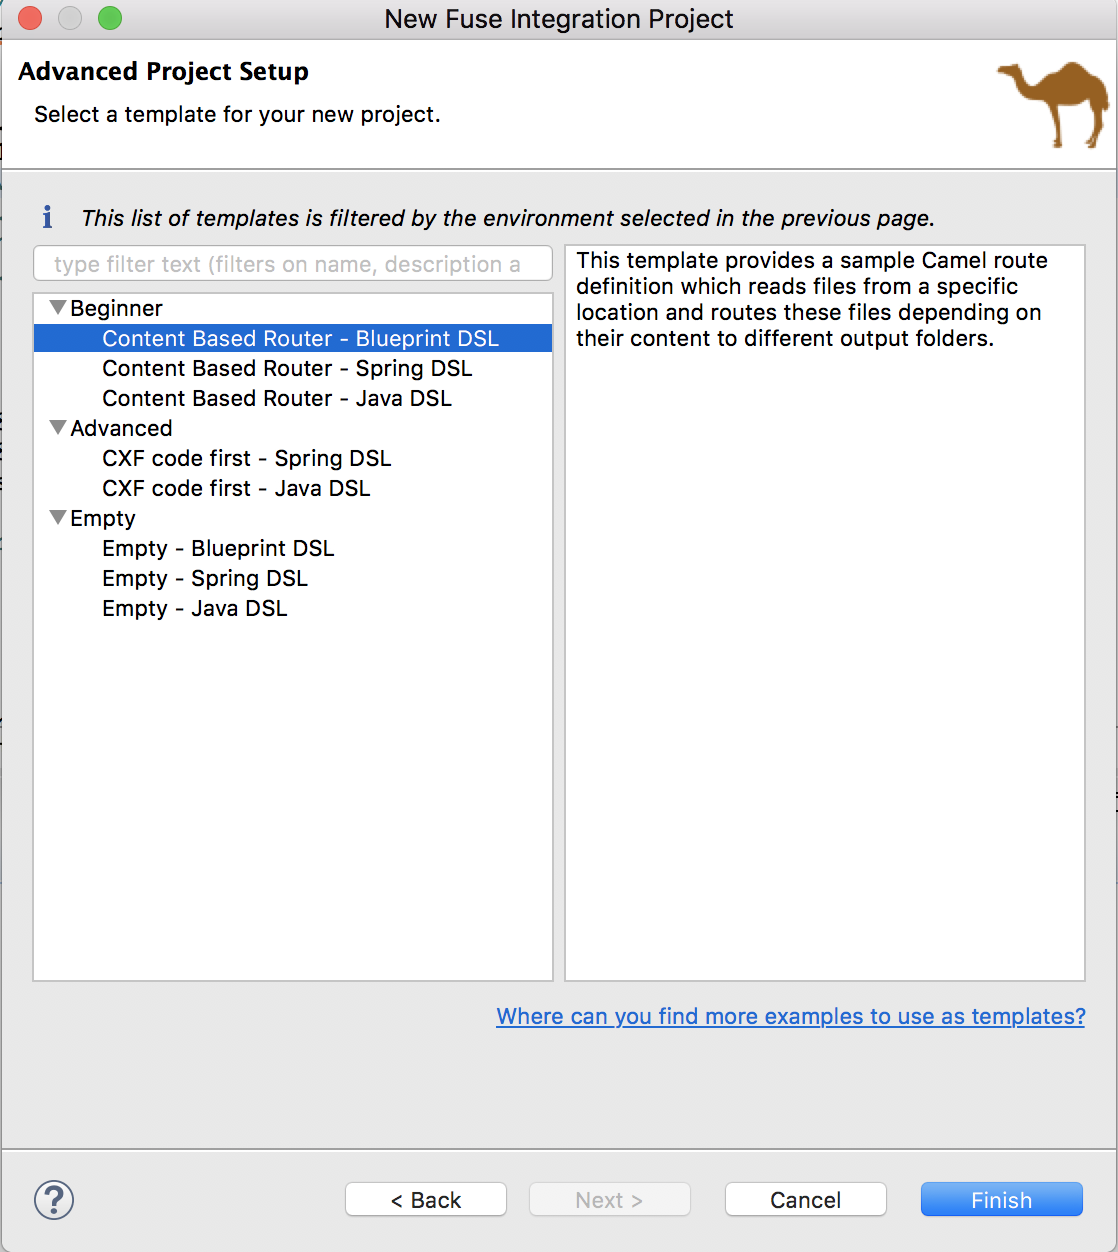 New Fuse Integration Project
Advanced Project Setup
Select a template for your new project.
This list of templates is filtered by the environment selected in the previous page.
type filter text (filters on name, description a
Beginner
Content Based Router - Blueprint DSL
Content Based Router - Spring DSL
Content Based Router - Java DSL
Advanced
CXF code first - Spring DSL
CXF code first - Java DSL
Empty
Empty - Blueprint DSL
Empty - Spring DSL
Empty - Java DSL
This template provides a sample Camel route
definition which reads files from a specific
location and routes these files depending on
their content to different output folders.
Where can you find more examples to use as templates?
?
< Back
Next >
Cancel
Finish